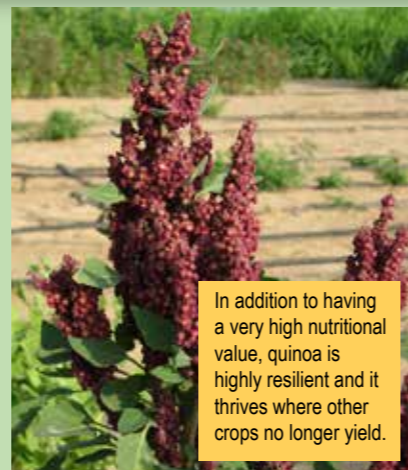 In addition to having
a very high nutritional
value, quinoa is
highly resilient and it
thrives where other
crops no longer yield.